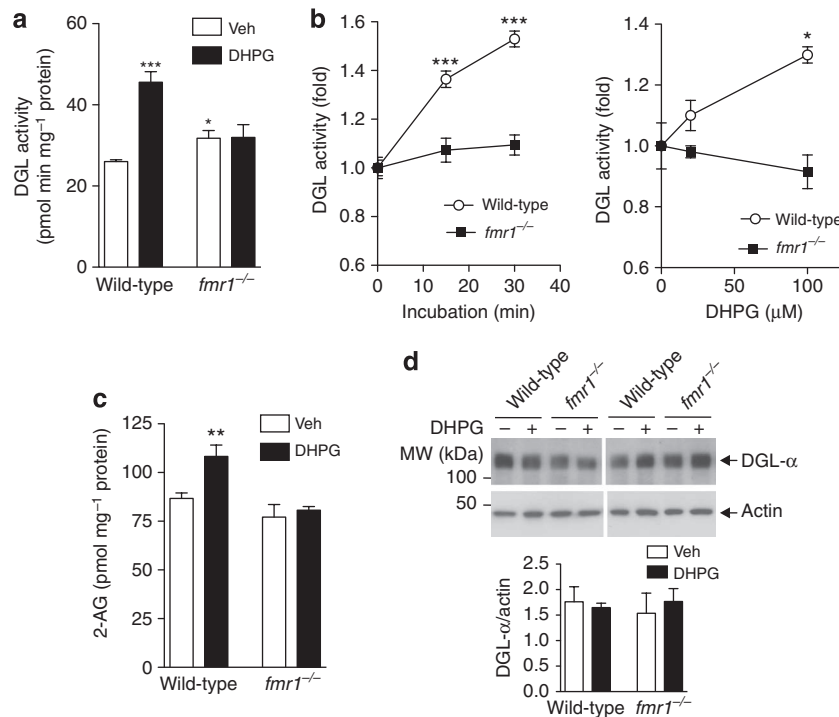 a
60
40
20
0
DGL activity
(pmol min mg⁻¹ protein)
Veh
DHPG
***
*
Wild-type fmr1⁻/⁻
b
1.6
1.4
1.2
1.0
0.8
0.6
DGL activity (fold)
***
***
Wild-type
fmr1⁻/⁻
0 10 20 30 40
Incubation (min)
1.4
1.2
1.0
0.8
0.6
DGL activity (fold)
*
Wild-type
fmr1⁻/⁻
0 50 100
DHPG (μM)
c
125
100
75
50
25
0
2-AG (pmol mg⁻¹ protein)
**
Veh
DHPG
Wild-type fmr1⁻/⁻
d
Wild-type fmr1⁻/⁻ Wild-type fmr1⁻/⁻
DHPG − + − + − + − +
MW (kDa)
100
50
DGL-α
Actin
Veh
DHPG
2.5
2.0
1.5
1.0
0.5
0.0
DGL-α/actin
Wild-type fmr1⁻/⁻